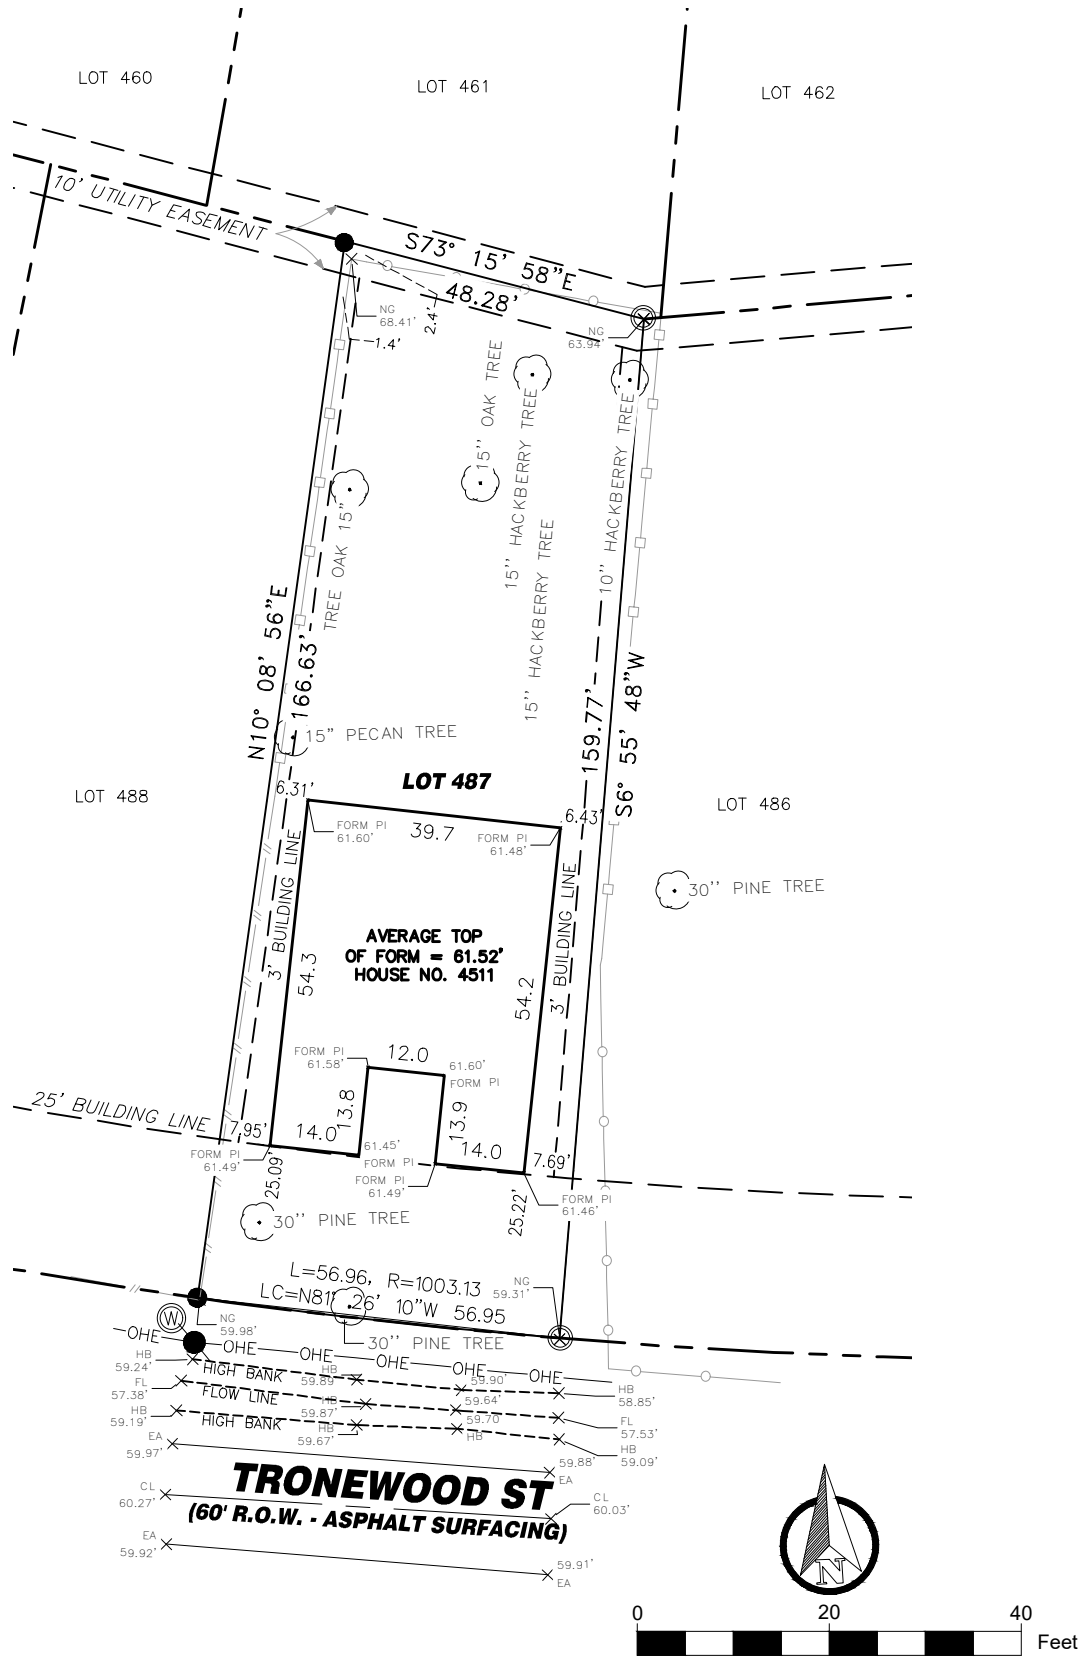 LOT 460
LOT 461
LOT 462
10' UTILITY EASEMENT
S73° 15' 58"E
48.28'
NG
68.41'
2.4'
1.4'
NG
63.94'
15" OAK TREE
15" HACKBERRY TREE
10" HACKBERRY TREE
TREE OAK 15"
15" HACKBERRY TREE
N10° 08' 56"E
166.63'
159.77'
S6° 55' 48"W
15" PECAN TREE
LOT 487
LOT 488
LOT 486
6.31'
6.43'
FORM PI
61.60'
39.7
FORM PI
61.48'
3' BUILDING LINE
3' BUILDING LINE
30" PINE TREE
AVERAGE TOP
OF FORM = 61.52'
HOUSE NO. 4511
54.3
54.2
FORM PI
61.58'
12.0
61.60'
FORM PI
13.8
13.9
25' BUILDING LINE
7.95'
14.0
14.0
7.69'
FORM PI
61.49'
61.45'
FORM PI
FORM PI
61.49'
FORM PI
61.46'
25.09'
25.22'
30" PINE TREE
L=56.96, R=1003.13
LC=N81° 26' 10"W 56.95
NG
59.31'
NG
59.98'
W
30" PINE TREE
OHE
OHE
OHE
OHE
OHE
OHE
HB
59.24'
HIGH BANK
HB
59.89
59.90'
HB
58.85'
FL
57.38'
FLOW LINE
HB
59.87'
59.64'
FL
57.53'
HB
59.19'
HIGH BANK
HB
59.67'
59.70
HB
HB
59.09'
EA
59.97'
59.88'
EA
TRONEWOOD ST
(60' R.O.W. - ASPHALT SURFACING)
CL
60.27'
CL
60.03'
EA
59.92'
59.91'
EA
N
0 20 40
Feet